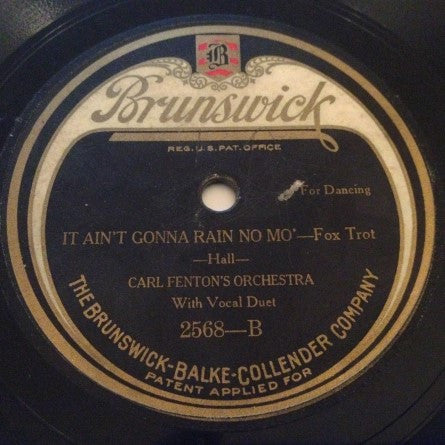 B
Brunswick
REG. U.S. PAT. OFFICE
For Dancing
IT AIN'T GONNA RAIN NO MO'—Fox Trot
—Hall—
CARL FENTON'S ORCHESTRA
With Vocal Duet
2568—B
THE BRUNSWICK-BALKE-COLLENDER COMPANY
PATENT APPLIED FOR